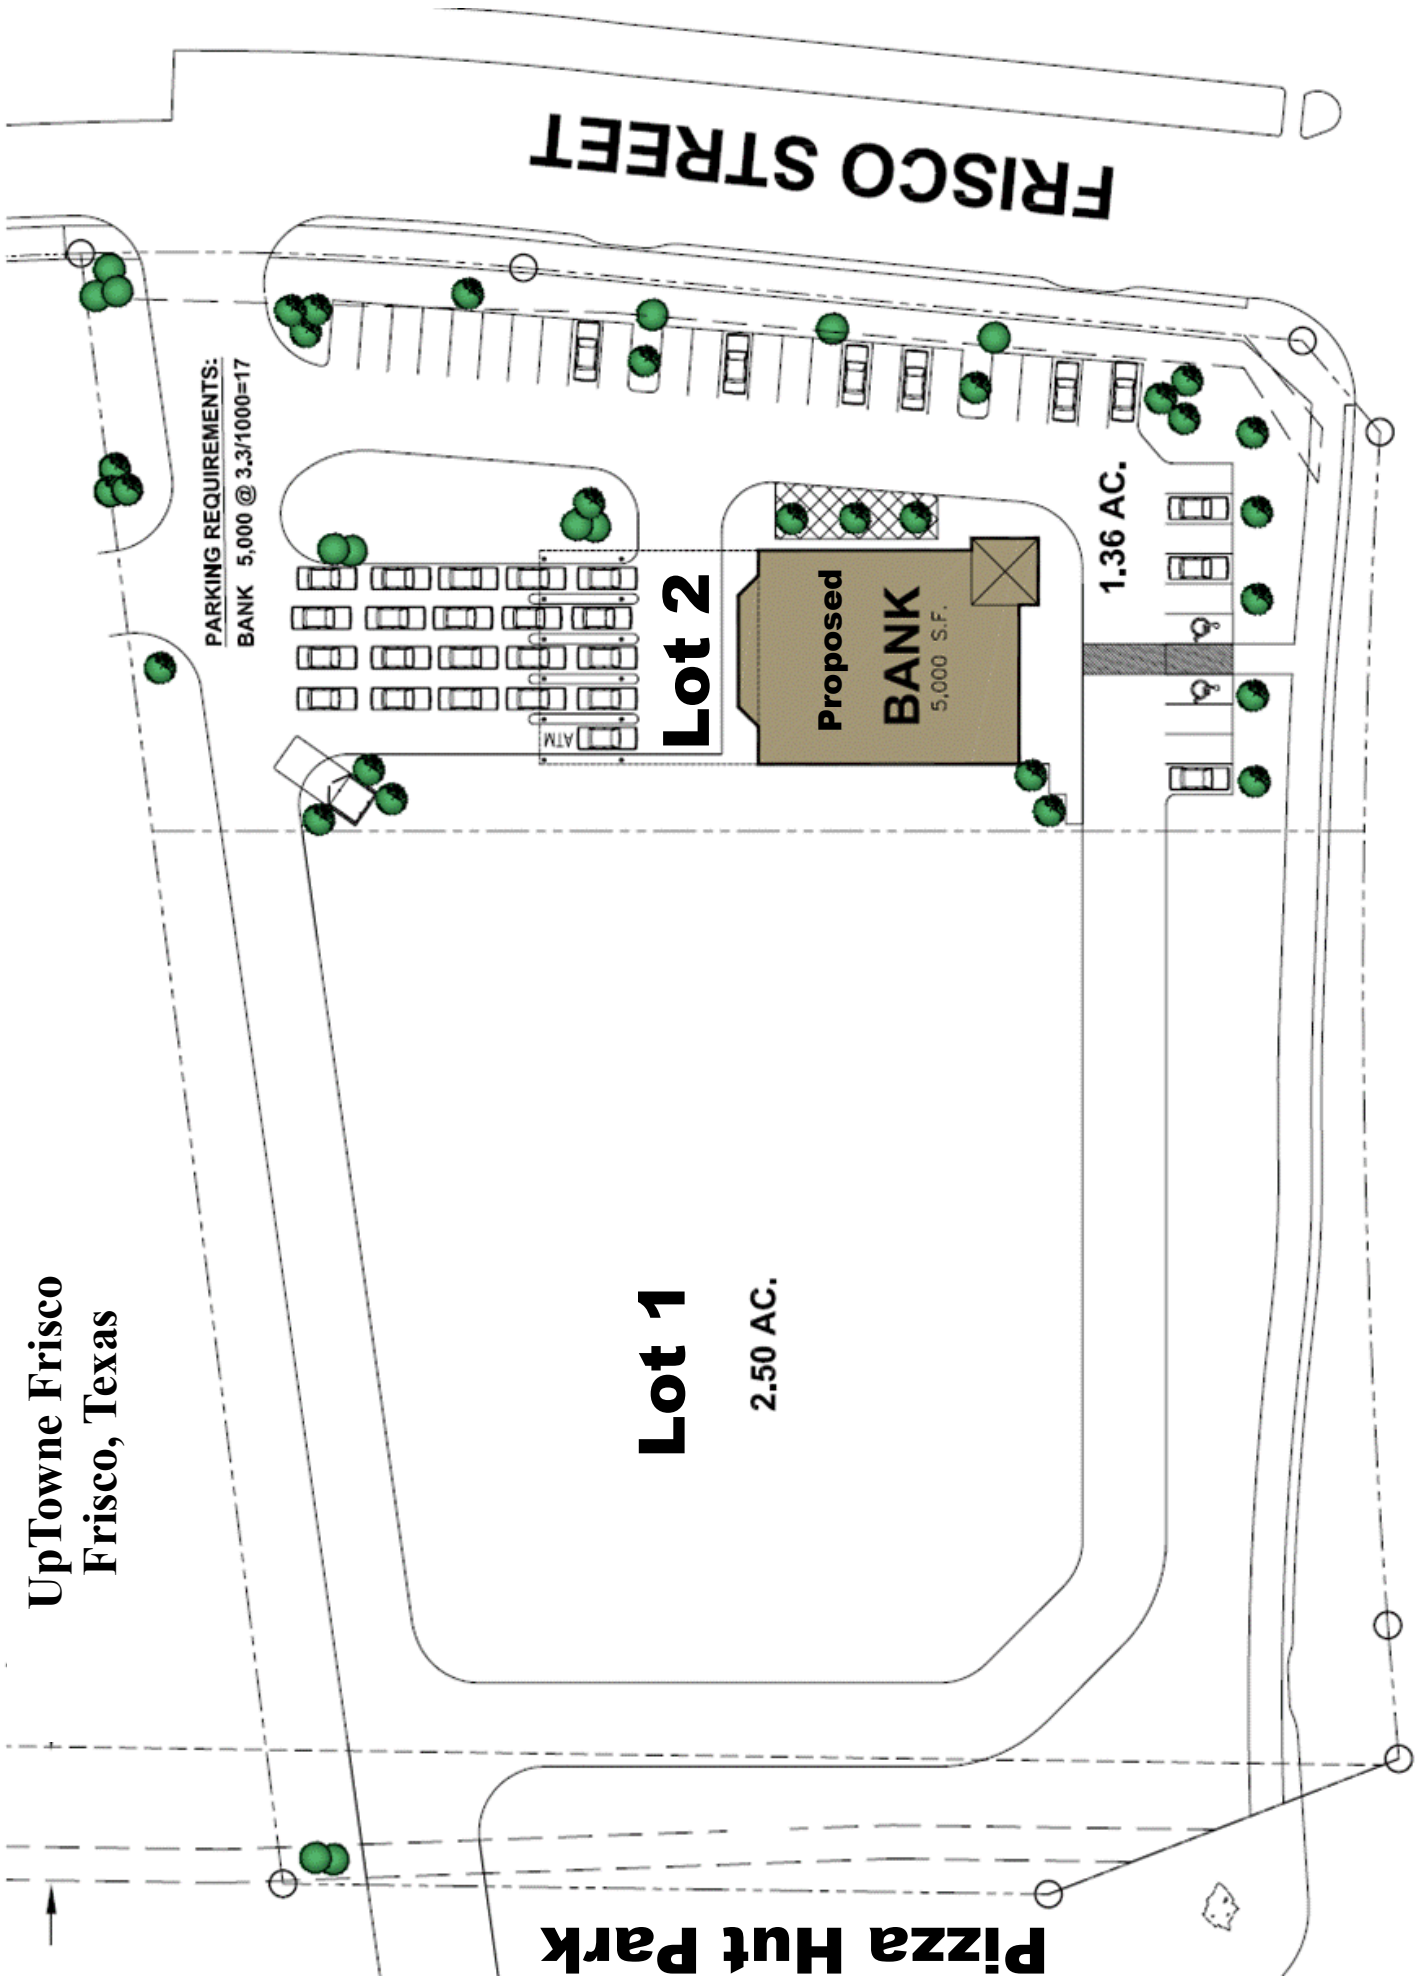 FRISCO STREET
PARKING REQUIREMENTS:
BANK 5,000 @ 3.3/1000=17
ATM
Lot 2
Proposed
BANK
5,000 S.F.
1.36 AC.
Lot 1
2.50 AC.
UpTowne Frisco
Frisco, Texas
Pizza Hut Park